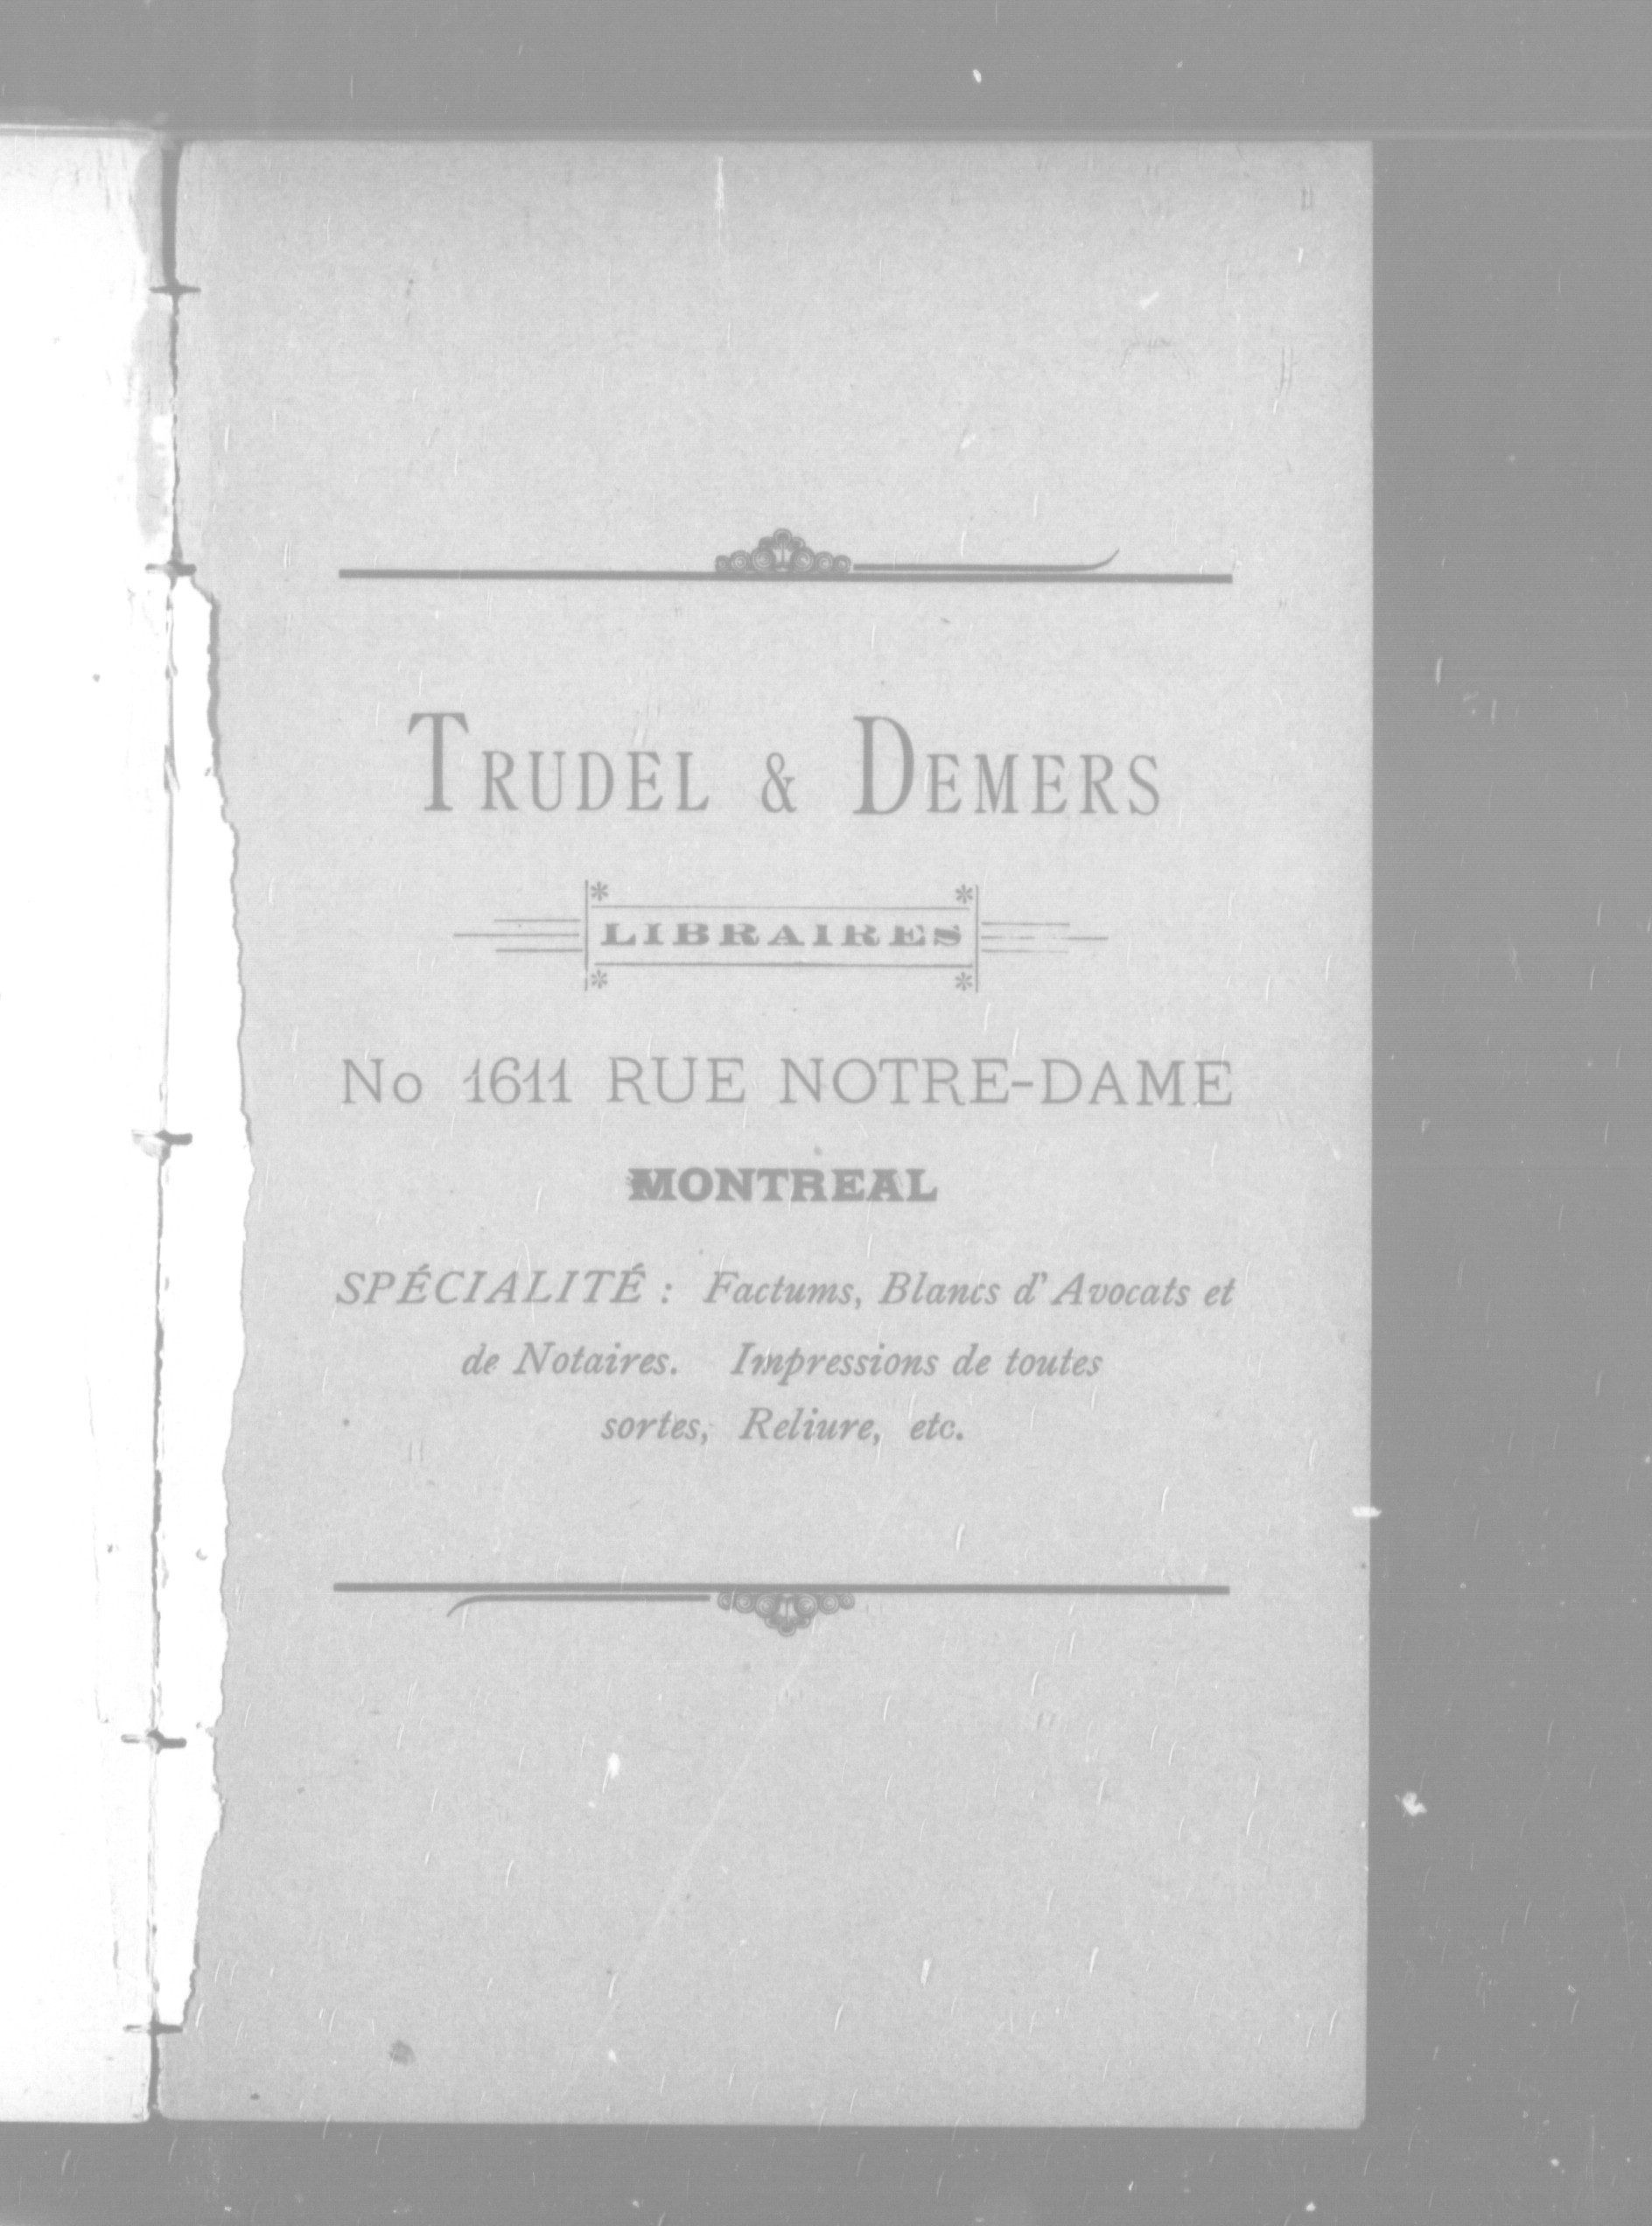 TRUDEL & DEMERS
LIBRAIRES
No 1611 RUE NOTRE-DAME
MONTREAL
SPÉCIALITÉ : Factums, Blancs d'Avocats et
de Notaires. Impressions de toutes
sortes, Reliure, etc.